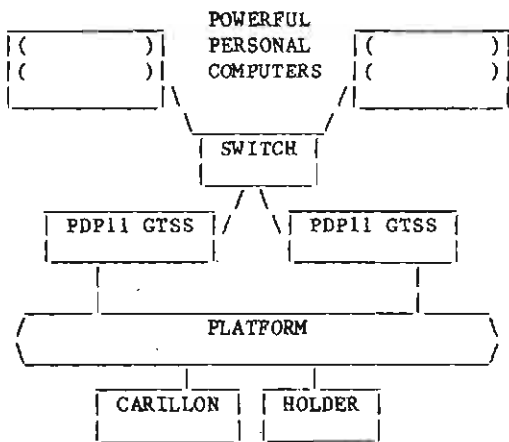 POWERFUL
PERSONAL
COMPUTERS
SWITCH
PDP11 GTSS PDP11 GTSS
PLATFORM
CARILLON HOLDER